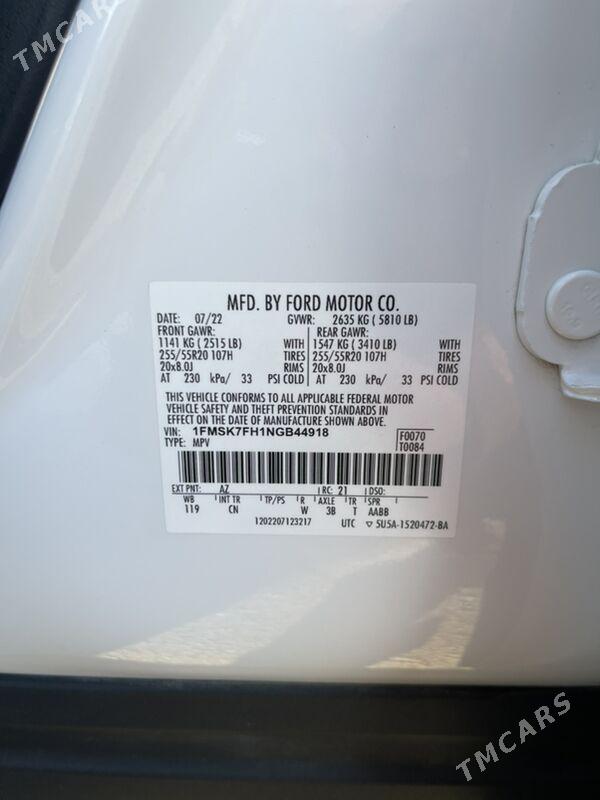 TMCARS
MFD. BY FORD MOTOR CO.
DATE: 07/22 GVWR: 2635 KG ( 5810 LB)
FRONT GAWR: REAR GAWR:
1141 KG ( 2515 LB) WITH 1547 KG ( 3410 LB) WITH
255/55R20 107H TIRES 255/55R20 107H TIRES
20x8.0J RIMS 20x8.0J RIMS
AT 230 kPa/ 33 PSI COLD AT 230 kPa/ 33 PSI COLD
THIS VEHICLE CONFORMS TO ALL APPLICABLE FEDERAL MOTOR
VEHICLE SAFETY AND THEFT PREVENTION STANDARDS IN
EFFECT ON THE DATE OF MANUFACTURE SHOWN ABOVE.
VIN: 1FMSK7FH1NGB44918 F0070
TYPE: MPV T0084
EXT PNT: AZ RC: 21 DSO:
WB INT TR TP/PS R AXLE TR SPR
119 CN W 3B T AABB
1202207123217 UTC ▽ 5U5A-1520472-BA
TMCARS